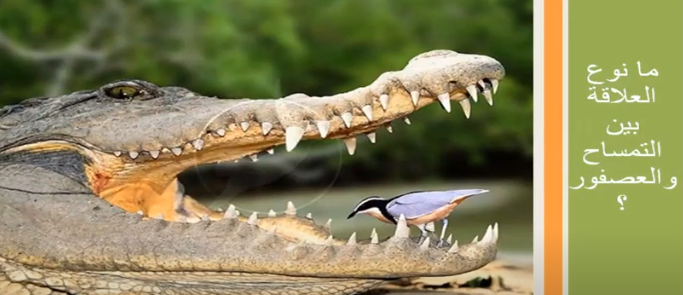 ما نوع
العلاقة
بين
التمساح
والعصفور
؟